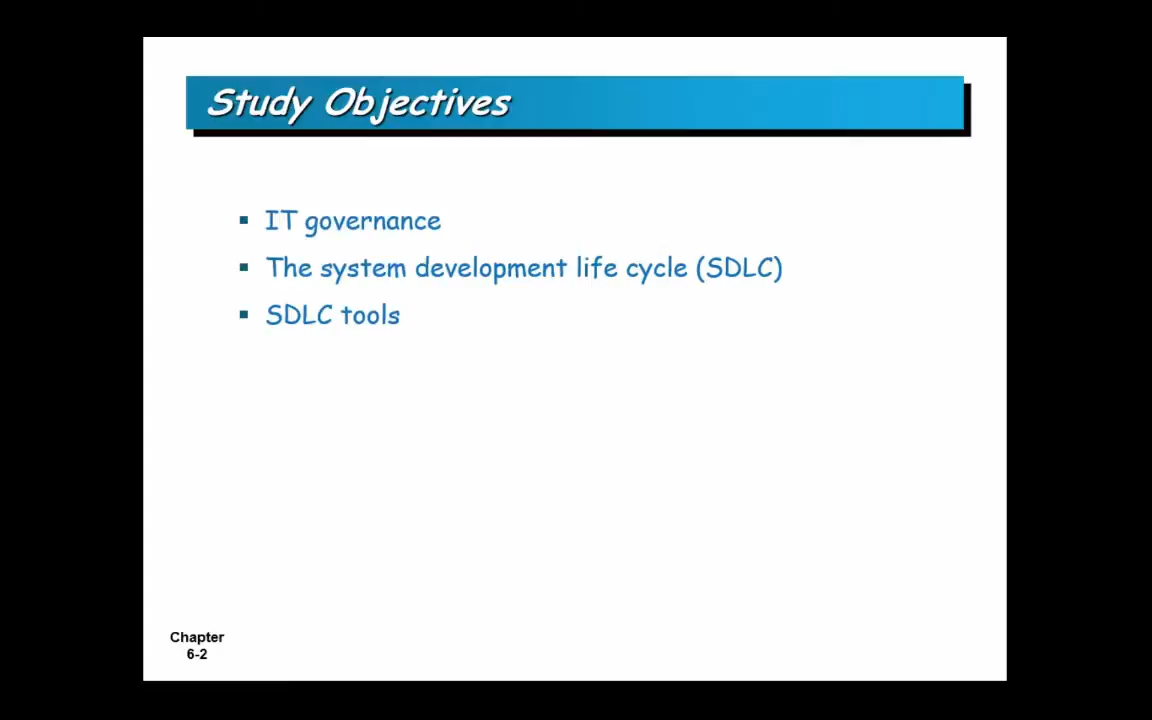 Study Objectives
▪ IT governance
▪ The system development life cycle (SDLC)
▪ SDLC tools
Chapter
6-2